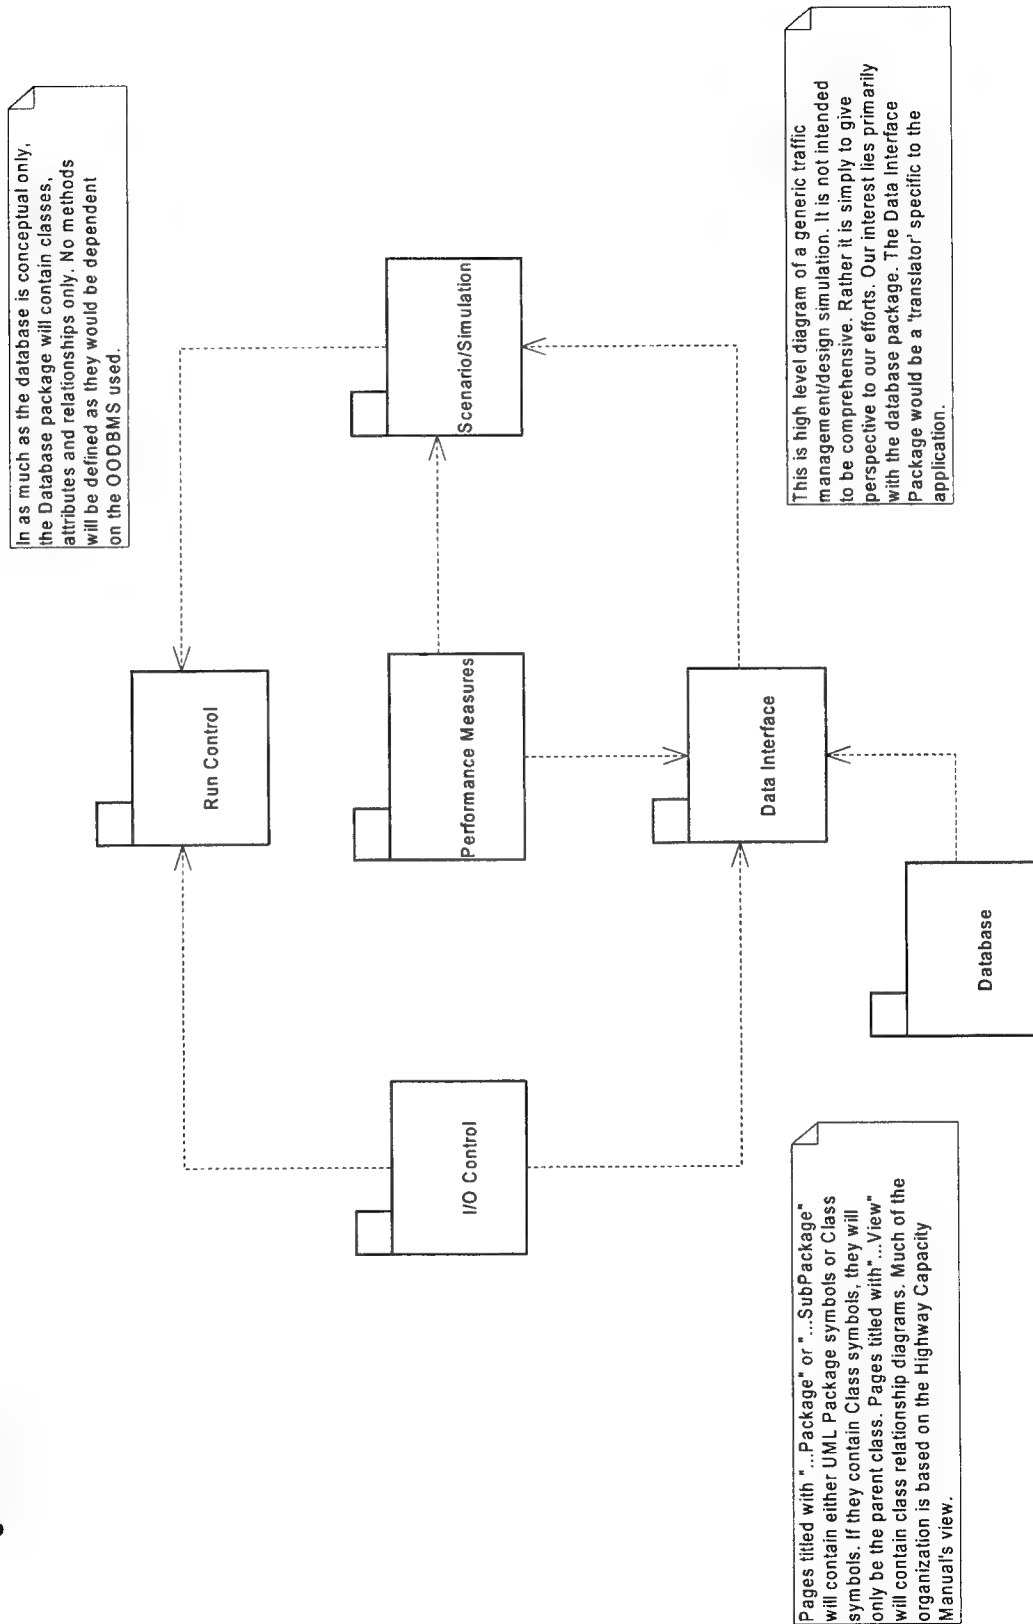 In as much as the database is conceptual only,
the Database package will contain classes,
attributes and relationships only. No methods
will be defined as they would be dependent
on the OODBMS used.
Run Control
I/O Control
Performance Measures
Scenario/Simulation
Data Interface
Database
Pages titled with "...Package" or "...SubPackage"
will contain either UML Package symbols or Class
symbols. If they contain Class symbols, they will
only be the parent class. Pages titled with"...View"
will contain class relationship diagrams. Much of the
organization is based on the Highway Capacity
Manual's view.
This is high level diagram of a generic traffic
management/design simulation. It is not intended
to be comprehensive. Rather it is simply to give
perspective to our efforts. Our interest lies primarily
with the database package. The Data Interface
Package would be a 'translator' specific to the
application.